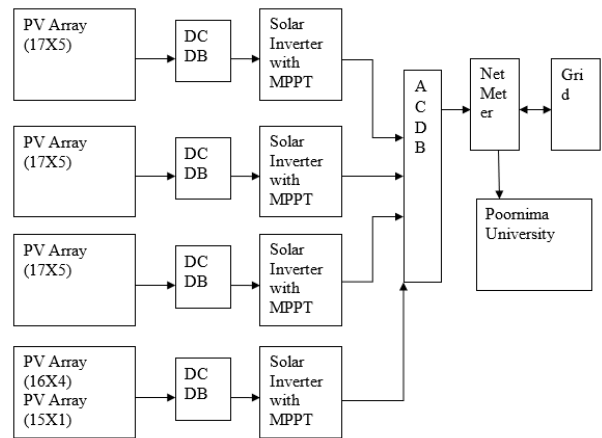 PV Array
(17X5)
DC
DB
Solar
Inverter
with
MPPT
PV Array
(17X5)
DC
DB
Solar
Inverter
with
MPPT
PV Array
(17X5)
DC
DB
Solar
Inverter
with
MPPT
PV Array
(16X4)
PV Array
(15X1)
DC
DB
Solar
Inverter
with
MPPT
A
C
D
B
Net
Met
er
Gri
d
Poornima
University